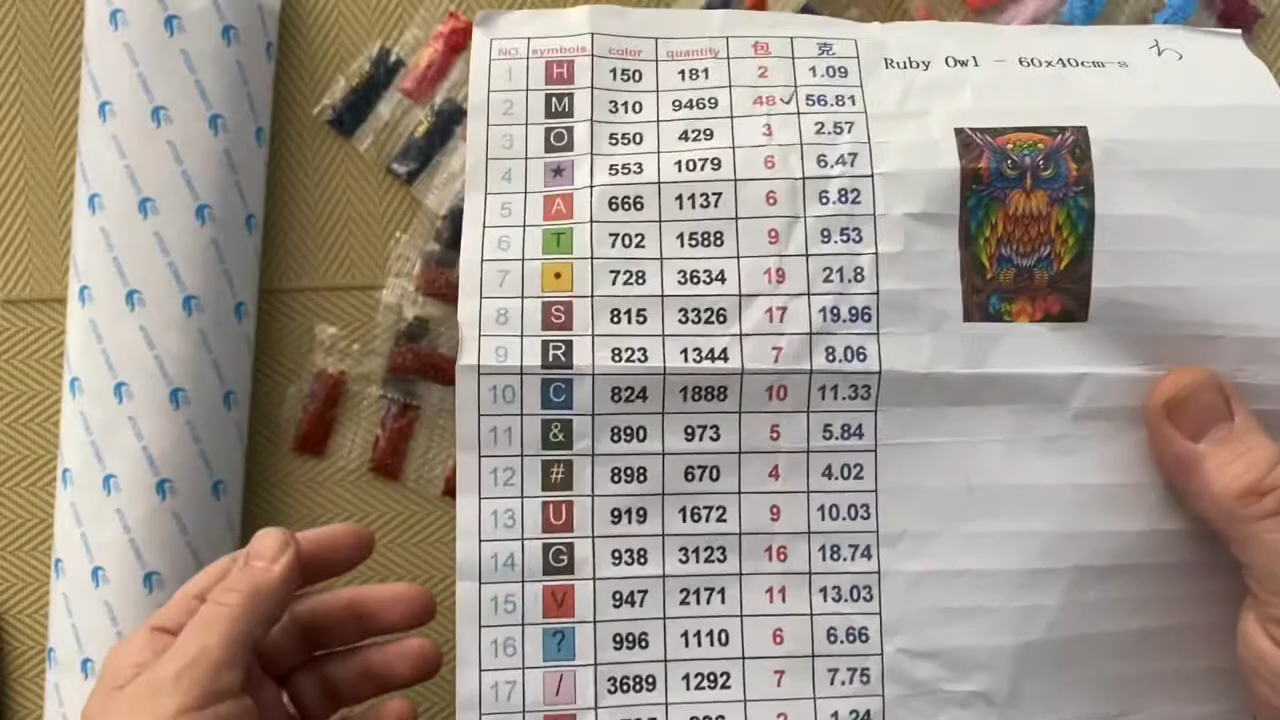 NO. symbols. color quantity 包 克
1 H 150 181 2 1.09
2 M 310 9469 48 56.81
3 O 550 429 3 2.57
4 ★ 553 1079 6 6.47
5 A 666 1137 6 6.82
6 T 702 1588 9 9.53
7 • 728 3634 19 21.8
8 S 815 3326 17 19.96
9 R 823 1344 7 8.06
10 C 824 1888 10 11.33
11 & 890 973 5 5.84
12 # 898 670 4 4.02
13 U 919 1672 9 10.03
14 G 938 3123 16 18.74
15 V 947 2171 11 13.03
16 ? 996 1110 6 6.66
17 / 3689 1292 7 7.75
Ruby Owl - 60x40cm-s